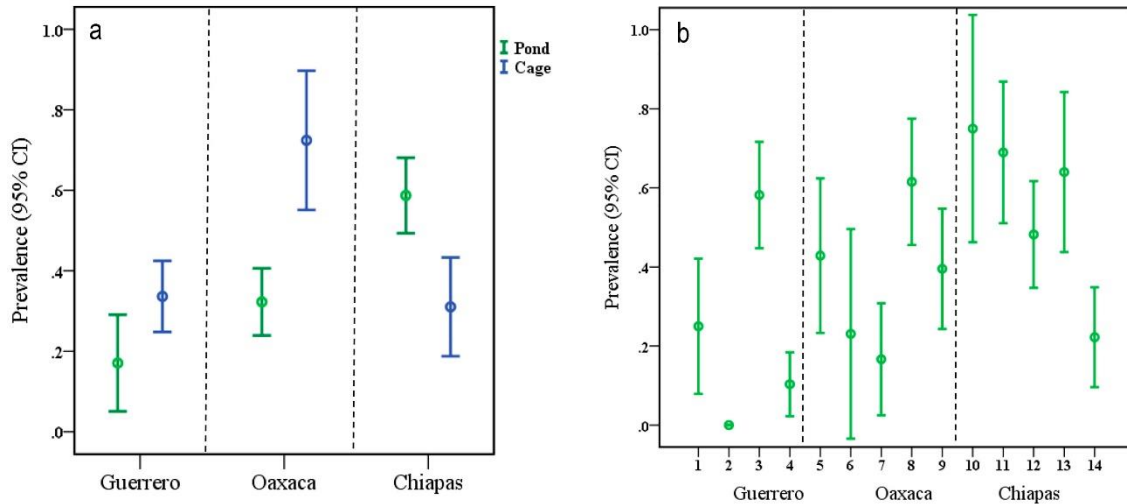 a
Pond
Cage
Prevalence (95% CI)
1.0
.8
.6
.4
.2
.0
Guerrero Oaxaca Chiapas
b
Prevalence (95% CI)
1.0
.8
.6
.4
.2
.0
1 2 3 4 5 6 7 8 9 10 11 12 13 14
Guerrero Oaxaca Chiapas